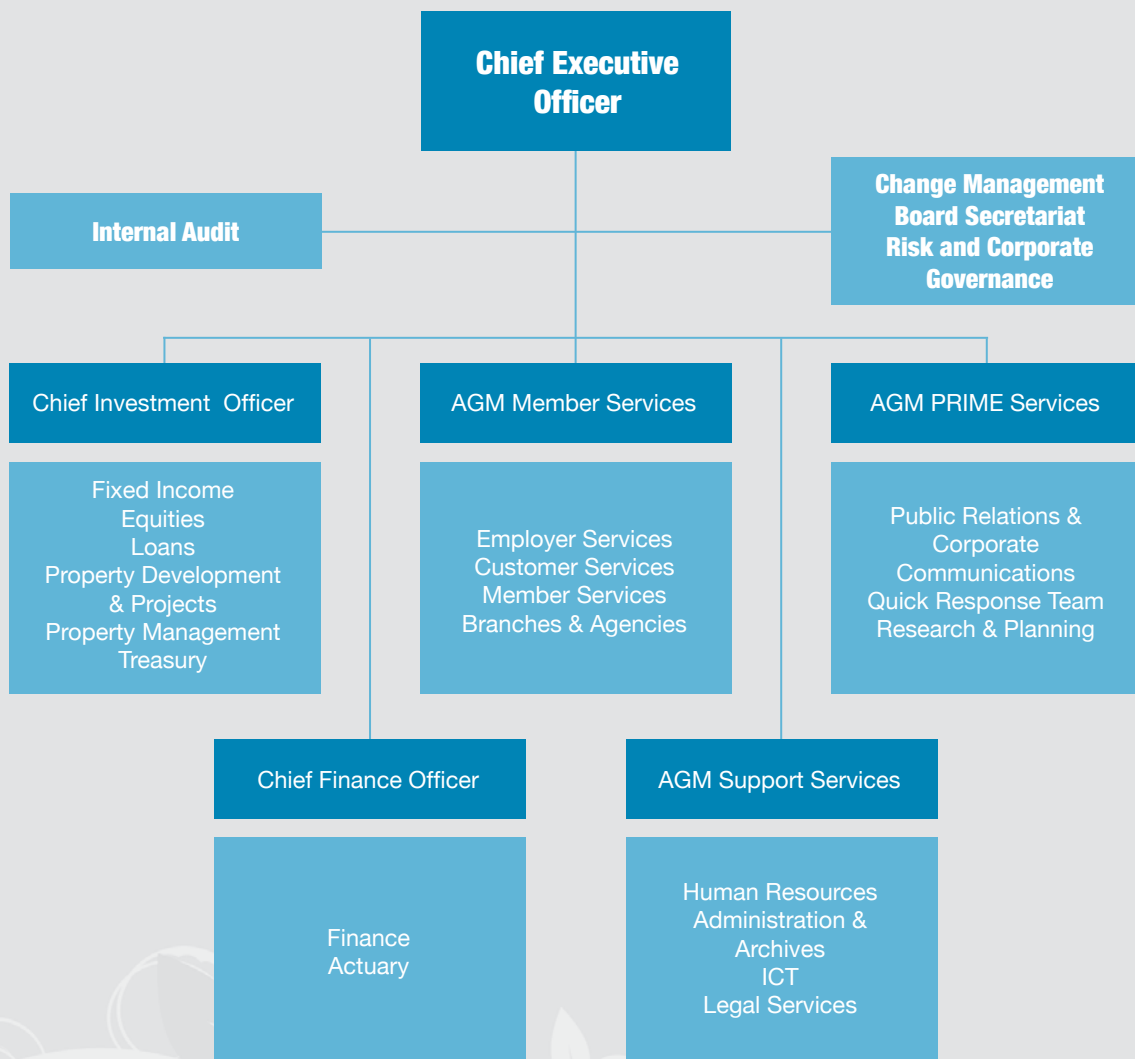 Chief Executive
Officer
Internal Audit
Change Management
Board Secretariat
Risk and Corporate
Governance
Chief Investment Officer
Fixed Income
Equities
Loans
Property Development
& Projects
Property Management
Treasury
AGM Member Services
Employer Services
Customer Services
Member Services
Branches & Agencies
AGM PRIME Services
Public Relations &
Corporate
Communications
Quick Response Team
Research & Planning
Chief Finance Officer
Finance
Actuary
AGM Support Services
Human Resources
Administration &
Archives
ICT
Legal Services